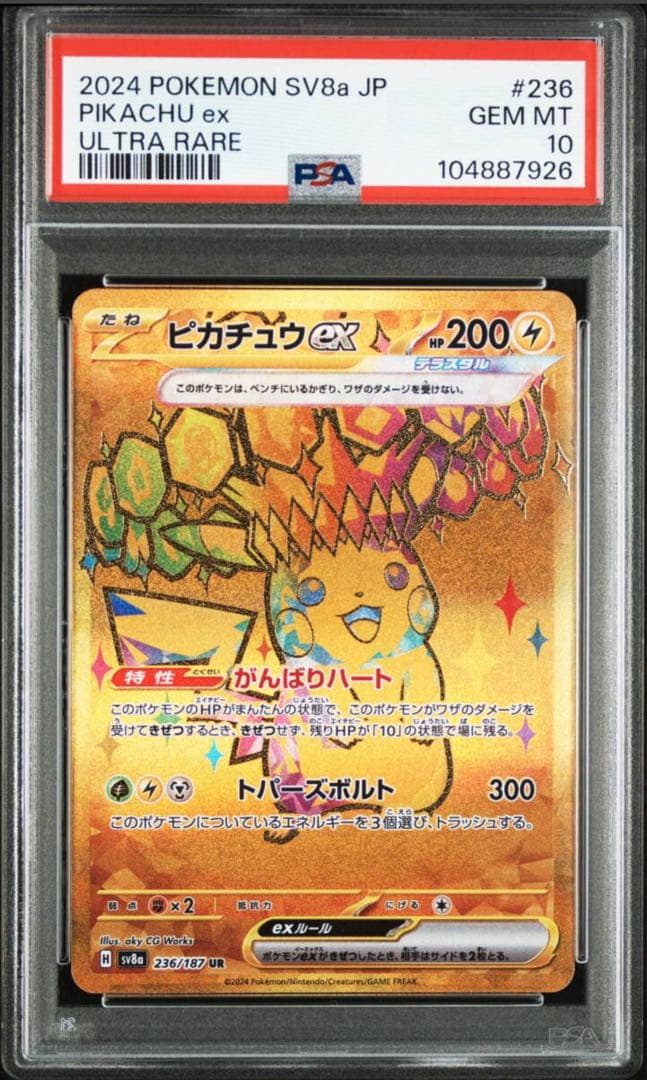 2024 POKEMON SV8a JP #236
PIKACHU ex GEM MT
ULTRA RARE 10
PSA 104887926
たね ピカチュウex HP 200
テラスタル
このポケモンは、ベンチにいるかぎり、ワザのダメージを受けない。
特性 とくせい がんばりハート
このポケモンのHPがまんたんの状態で、このポケモンがワザのダメージを
受けてきぜつするとき、きぜつせず、残りHPが「10」の状態で場に残る。
トパーズボルト 300
このポケモンについているエネルギーを3個選び、トラッシュする。
弱点 ×2 抵抗力 にげる
exルール
ポケモンexがきぜつしたとき、相手はサイドを2枚とる。
Illus. aky CG Works
H sv8a 236/187 UR
©2024 Pokémon/Nintendo/Creatures/GAME FREAK.
PSA